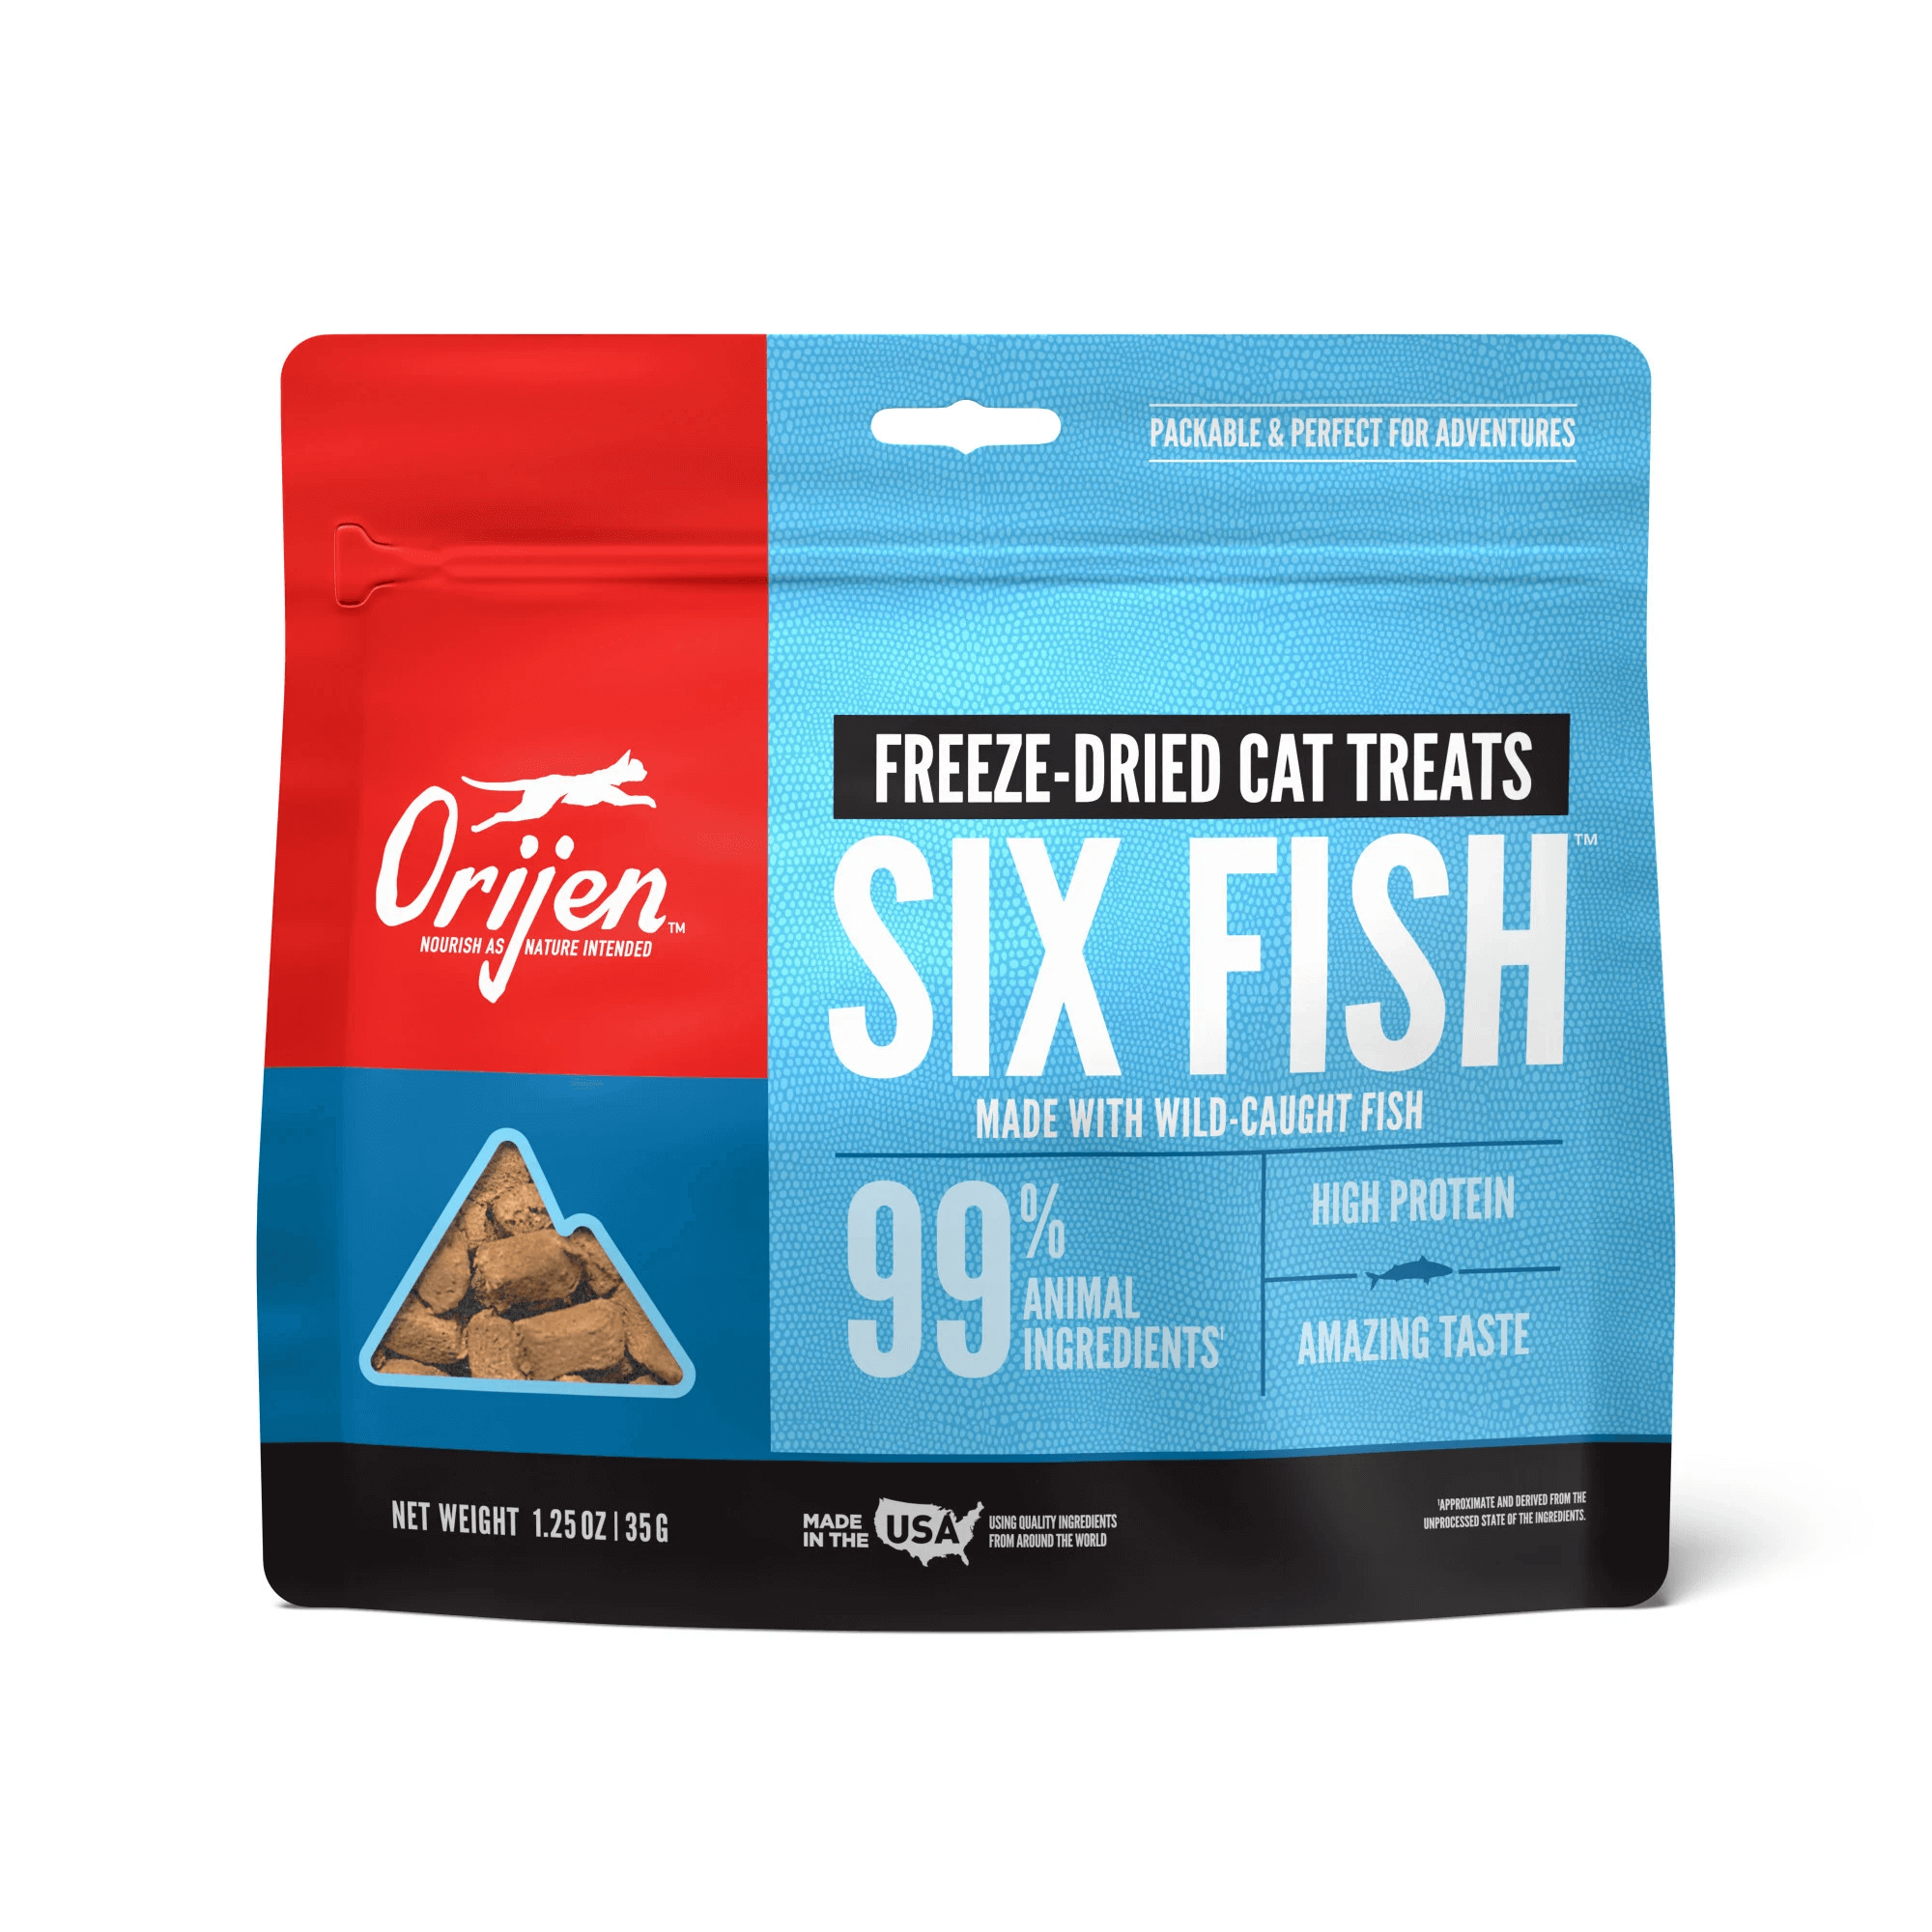 PACKABLE & PERFECT FOR ADVENTURES
Orijen™
NOURISH AS NATURE INTENDED
FREEZE-DRIED CAT TREATS
SIX FISH™
MADE WITH WILD-CAUGHT FISH
99%
ANIMAL
INGREDIENTS¹
HIGH PROTEIN
AMAZING TASTE
NET WEIGHT 1.25 OZ | 35 G
MADE
IN THE
USA
USING QUALITY INGREDIENTS
FROM AROUND THE WORLD
¹APPROXIMATE AND DERIVED FROM THE
UNPROCESSED STATE OF THE INGREDIENTS.